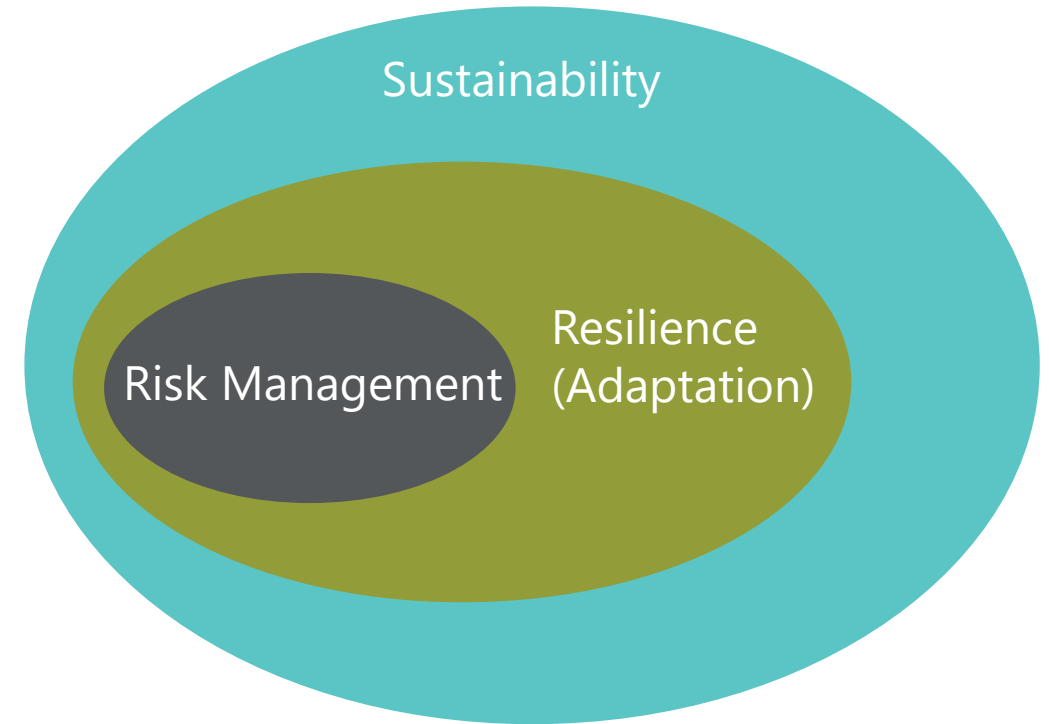 Sustainability
Resilience
(Adaptation)
Risk Management